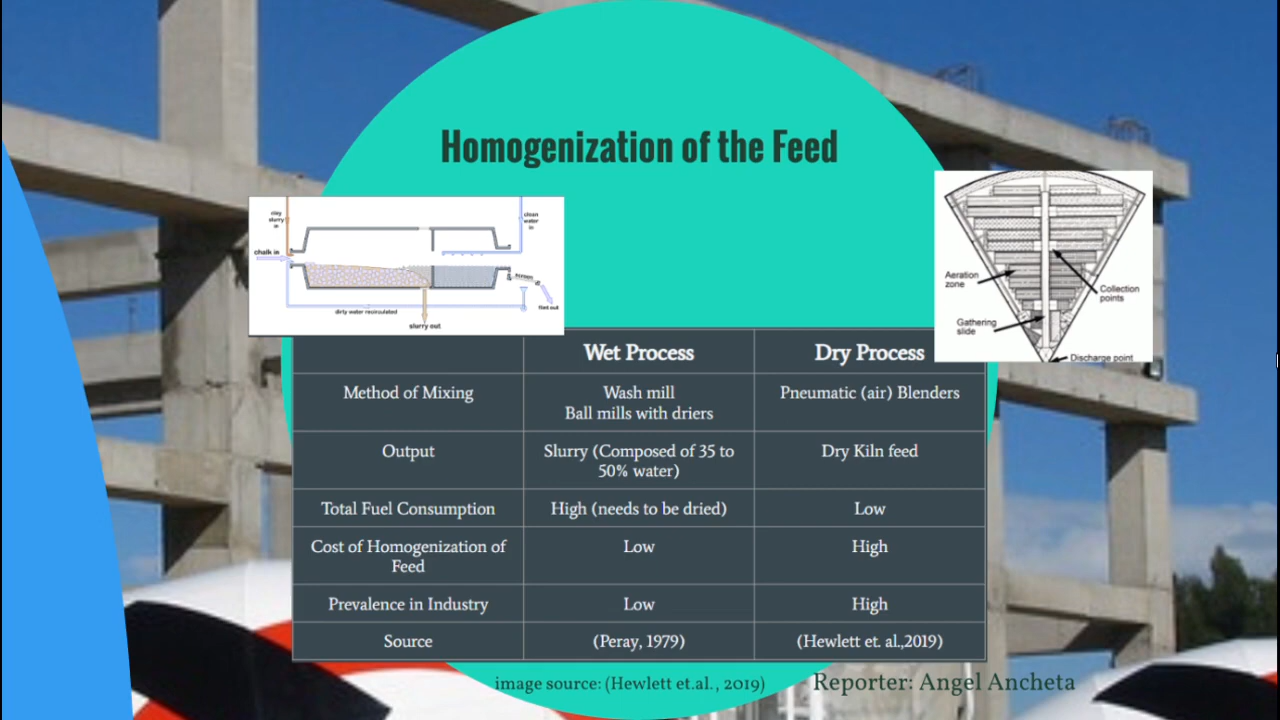 Homogenization of the Feed
clay
slurry
in
clean
water
in
chalk in
screen
flint out
dirty water recirculated
slurry out
Aeration
zone
Collection
points
Gathering
slide
Discharge point
Wet Process
Dry Process
Method of Mixing
Wash mill
Ball mills with driers
Pneumatic (air) Blenders
Output
Slurry (Composed of 35 to
50% water)
Dry Kiln feed
Total Fuel Consumption
High (needs to be dried)
Low
Cost of Homogenization of
Feed
Low
High
Prevalence in Industry
Low
High
Source
(Peray, 1979)
(Hewlett et. al.,2019)
image source: (Hewlett et.al., 2019)
Reporter: Angel Ancheta